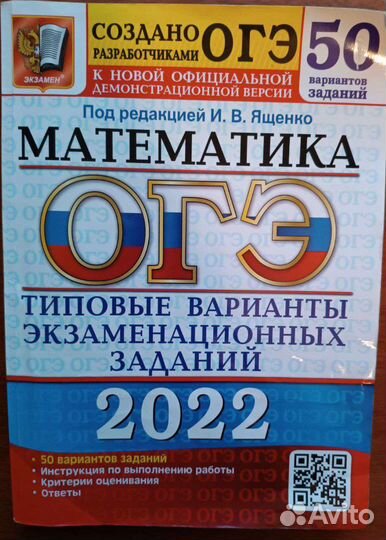 СОЗДАНО
РАЗРАБОТЧИКАМИ ОГЭ
К НОВОЙ ОФИЦИАЛЬНОЙ
ДЕМОНСТРАЦИОННОЙ ВЕРСИИ
50
вариантов
заданий
ЭКЗАМЕН
Под редакцией И. В. Ященко
МАТЕМАТИКА
ОГЭ
ТИПОВЫЕ ВАРИАНТЫ
ЭКЗАМЕНАЦИОННЫХ
ЗАДАНИЙ
2022
• 50 вариантов заданий
• Инструкция по выполнению работы
• Критерии оценивания
• Ответы
Avito